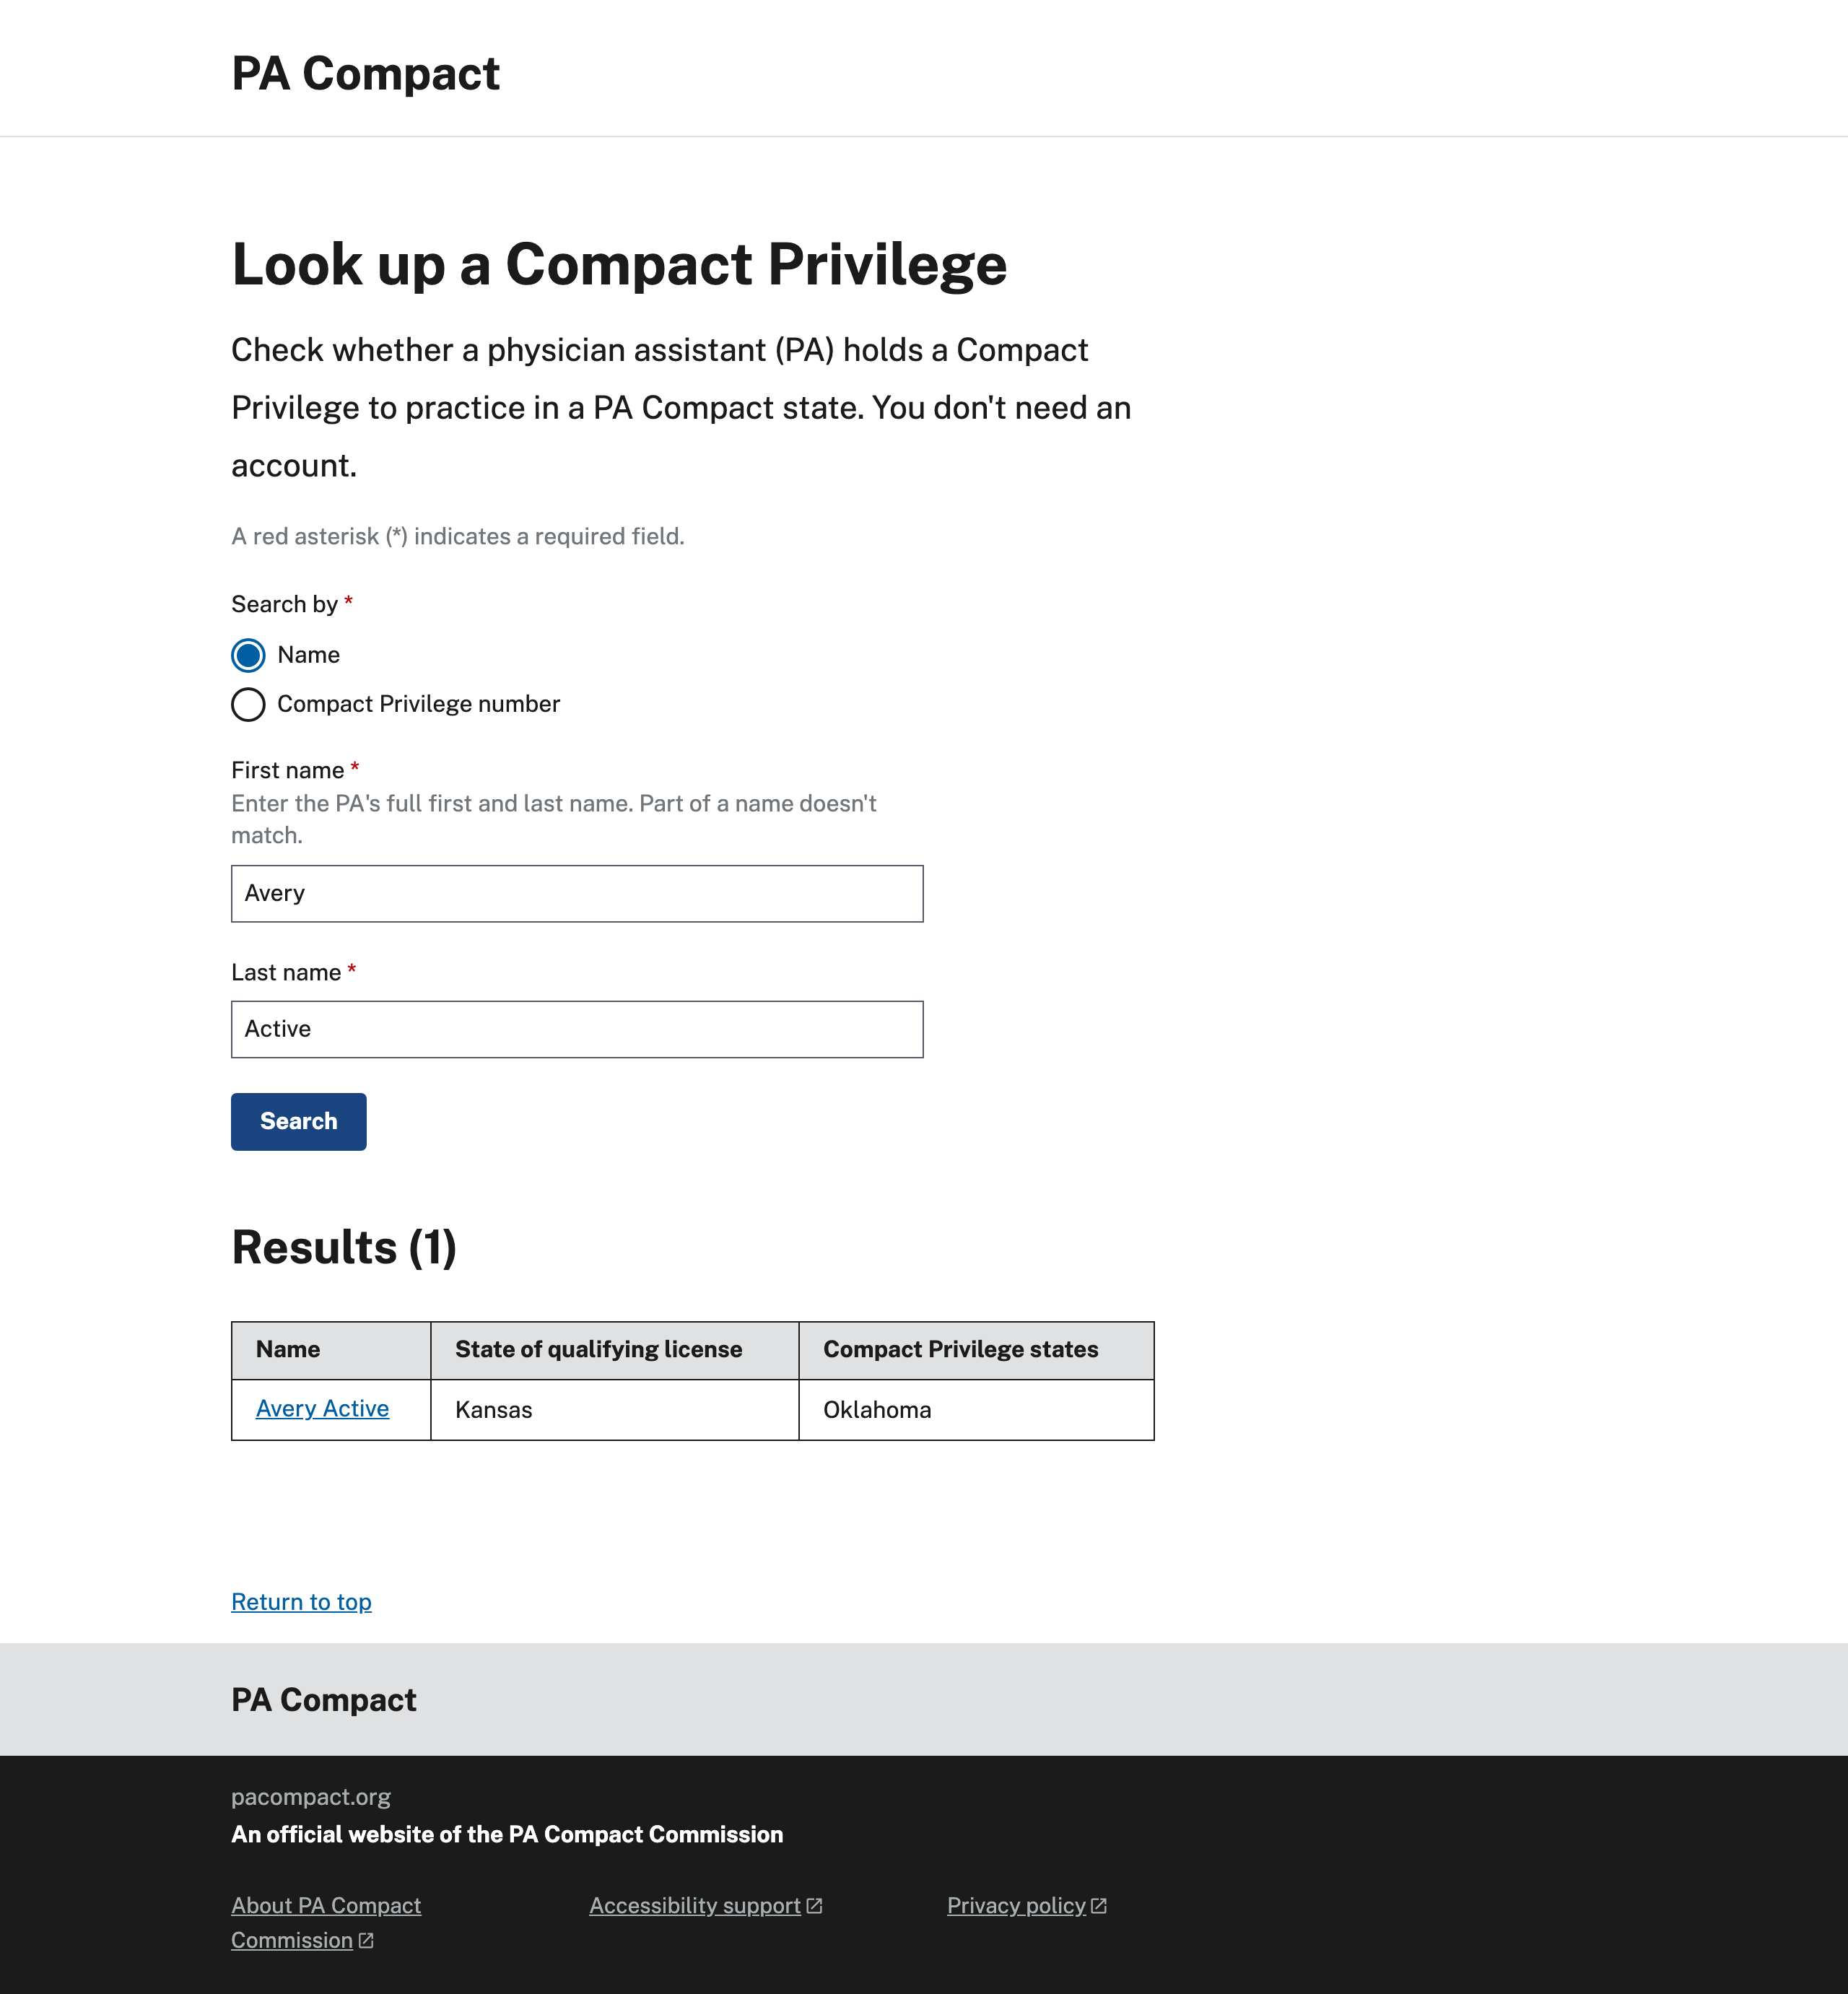 PA Compact
Look up a Compact Privilege
Check whether a physician assistant (PA) holds a Compact
Privilege to practice in a PA Compact state. You don't need an
account.
A red asterisk (*) indicates a required field.
Search by *
Name
Compact Privilege number
First name *
Enter the PA's full first and last name. Part of a name doesn't
match.
Avery
Last name *
Active
Search
Results (1)
Name State of qualifying license Compact Privilege states
Avery Active Kansas Oklahoma
Return to top
PA Compact
pacompact.org
An official website of the PA Compact Commission
About PA Compact
Commission
Accessibility support
Privacy policy